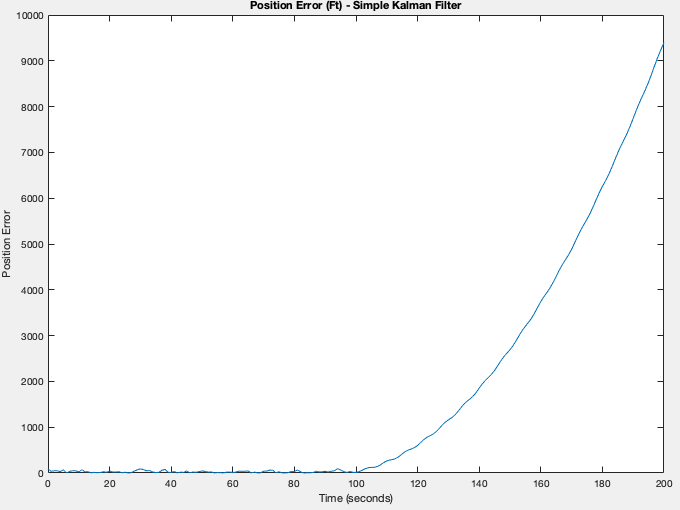 Position Error (Ft) - Simple Kalman Filter
10000
9000
8000
7000
6000
5000
4000
3000
2000
1000
0
Position Error
0 20 40 60 80 100 120 140 160 180 200
Time (seconds)